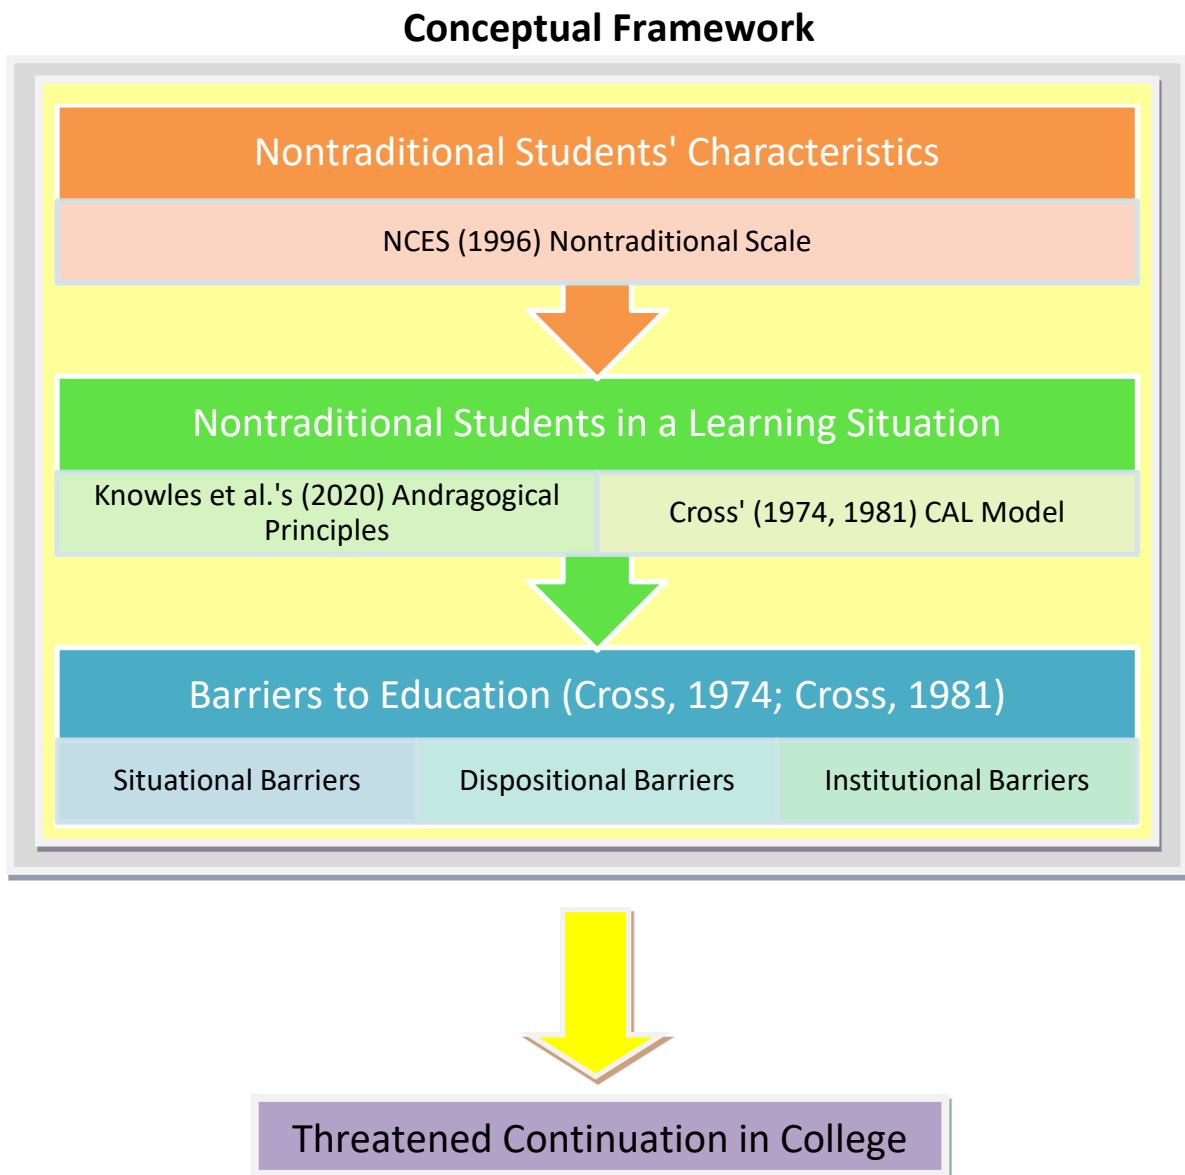 Conceptual Framework
Nontraditional Students' Characteristics
NCES (1996) Nontraditional Scale
Nontraditional Students in a Learning Situation
Knowles et al.'s (2020) Andragogical
Principles
Cross' (1974, 1981) CAL Model
Barriers to Education (Cross, 1974; Cross, 1981)
Situational Barriers
Dispositional Barriers
Institutional Barriers
Threatened Continuation in College